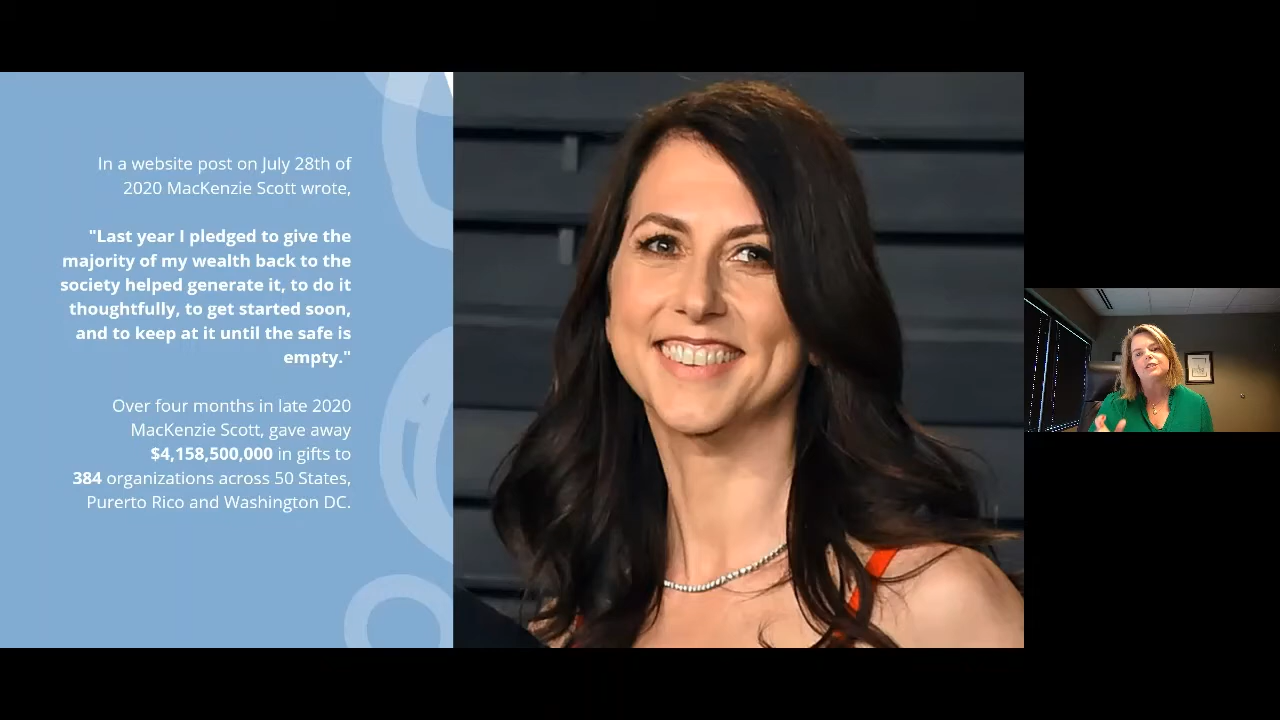 In a website post on July 28th of
2020 MacKenzie Scott wrote,
"Last year I pledged to give the
majority of my wealth back to the
society helped generate it, to do it
thoughtfully, to get started soon,
and to keep at it until the safe is
empty."
Over four months in late 2020
MacKenzie Scott, gave away
$4,158,500,000 in gifts to
384 organizations across 50 States,
Purerto Rico and Washington DC.